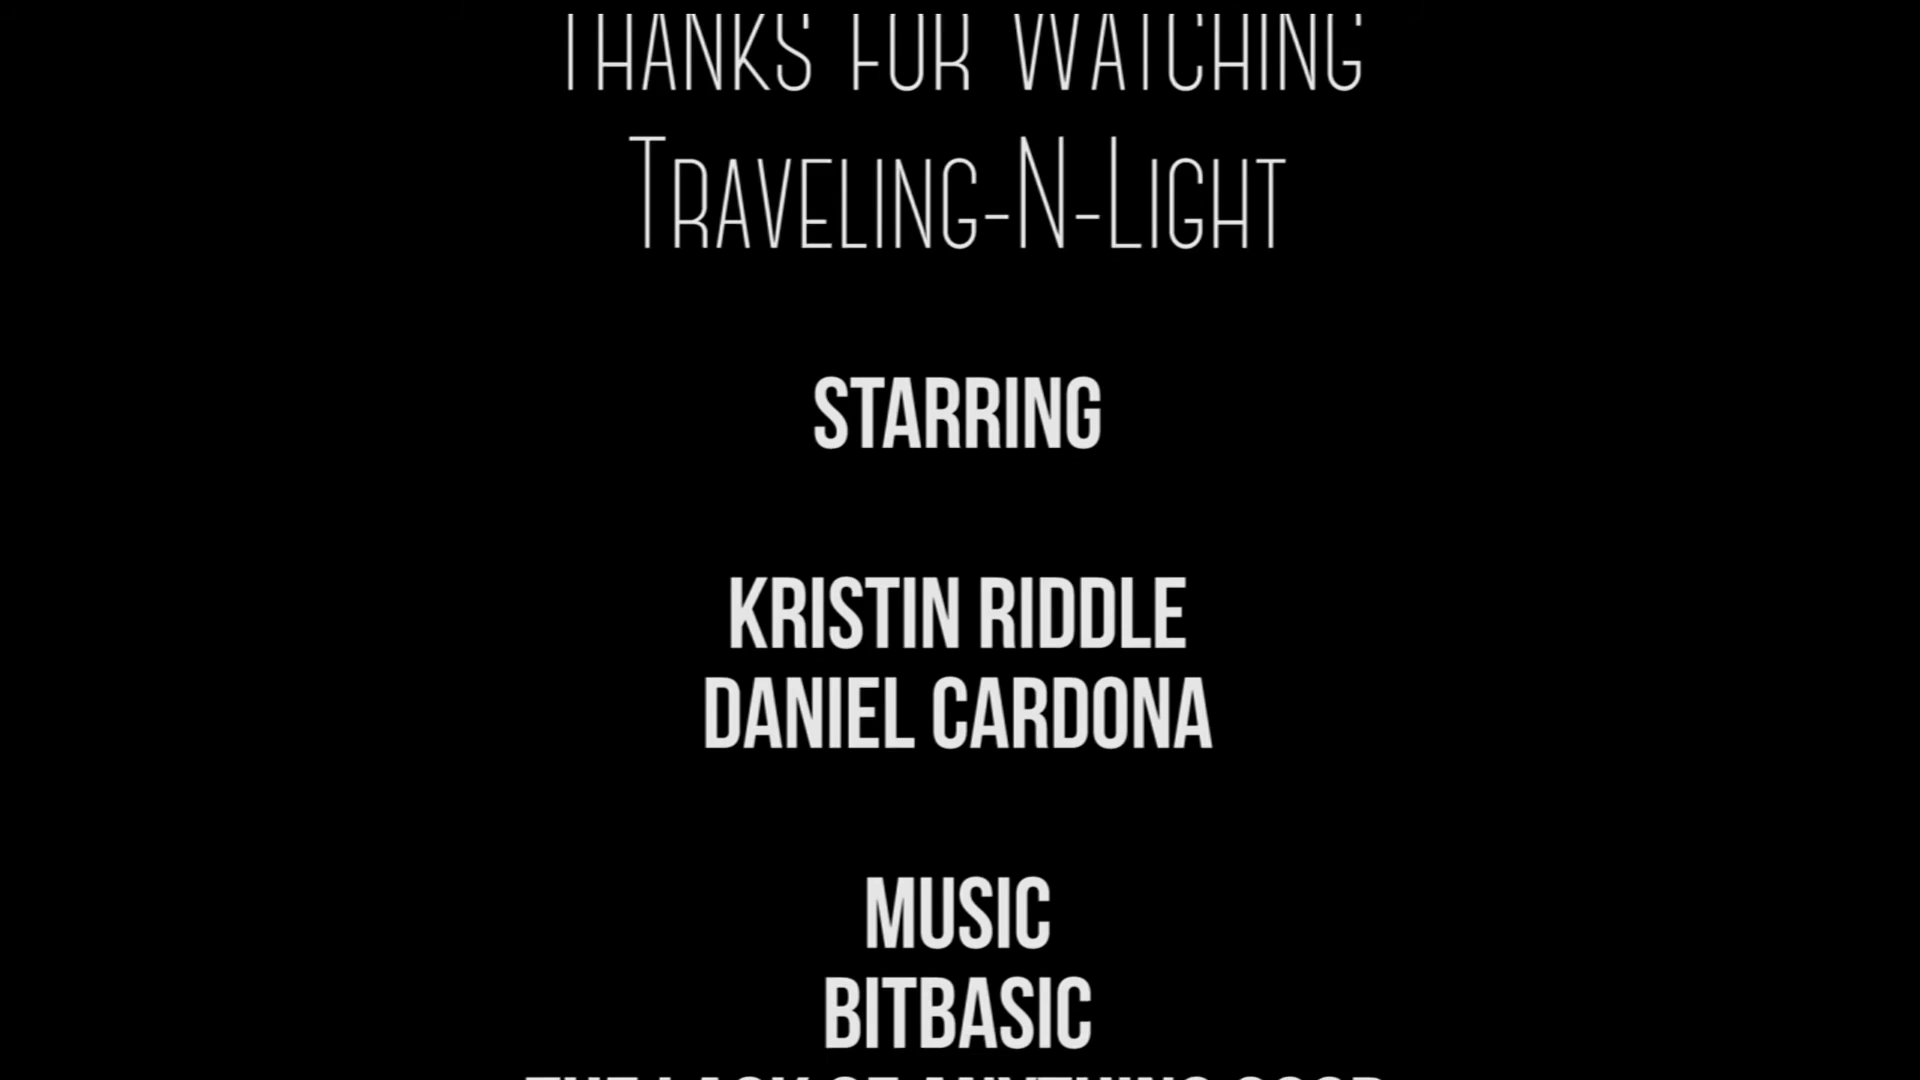 THANKS FOR WATCHING
TRAVELING-N-LIGHT
STARRING
KRISTIN RIDDLE
DANIEL CARDONA
MUSIC
BITBASIC